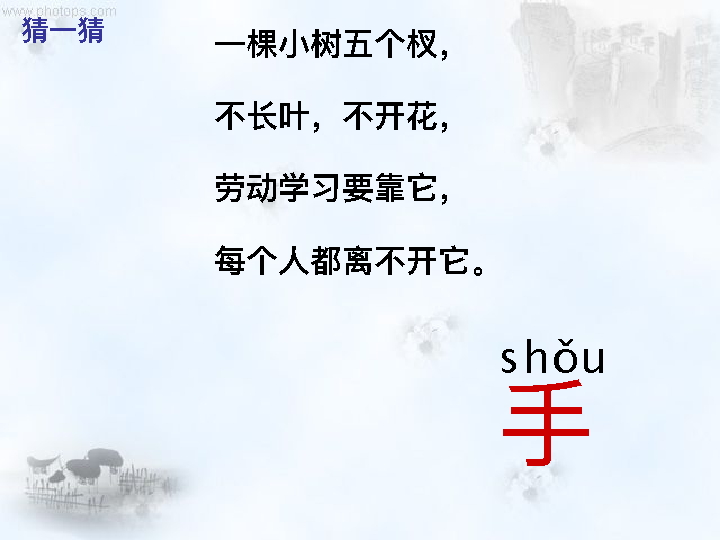 www.photops.com
猜一猜
一棵小树五个杈，
不长叶，不开花，
劳动学习要靠它，
每个人都离不开它。
shǒu
手